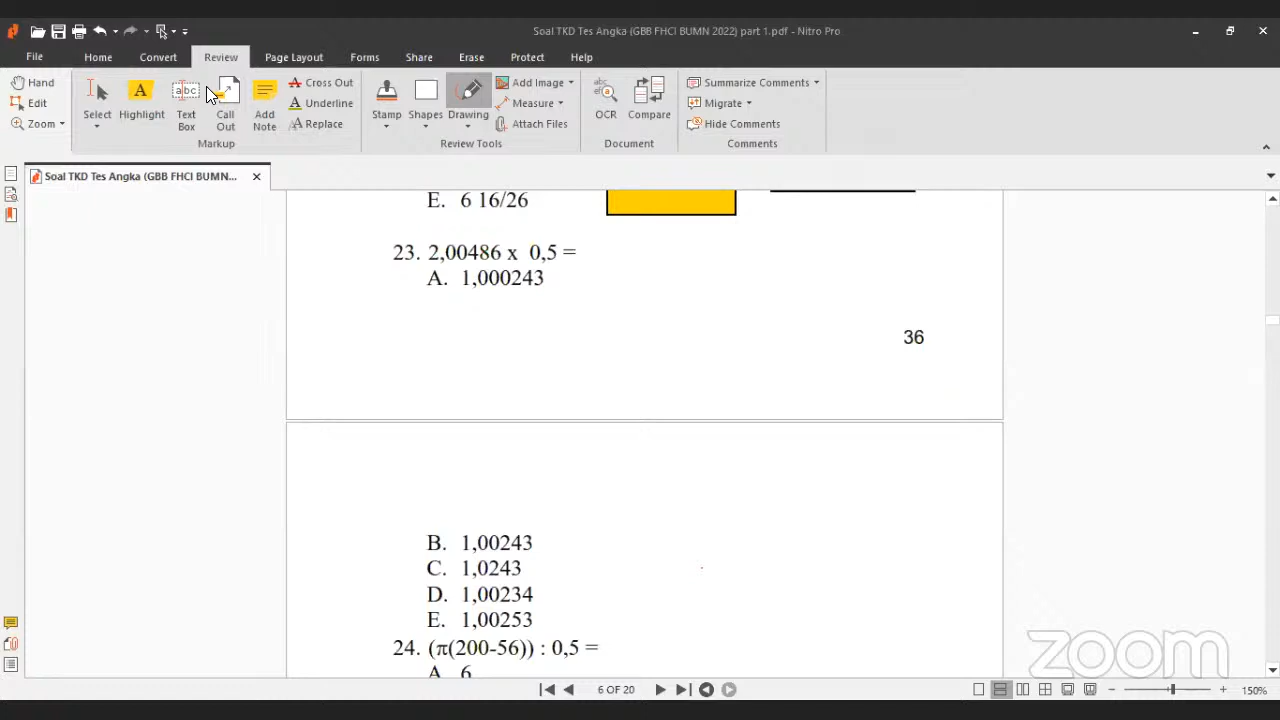 Soal TKD Tes Angka (GBB FHCI BUMN 2022) part 1.pdf - Nitro Pro
File Home Convert Review Page Layout Forms Share Erase Protect Help
Hand
Edit
Zoom
Select
Highlight
Text Box
Call Out
Add Note
Cross Out
Underline
Replace
Markup
Stamp
Shapes
Drawing
Add Image
Measure
Attach Files
Review Tools
OCR
Compare
Document
Summarize Comments
Migrate
Hide Comments
Comments
Soal TKD Tes Angka (GBB FHCI BUMN...
E. 6 16/26
23. 2,00486 x 0,5 =
A. 1,000243
36
B. 1,00243
C. 1,0243
D. 1,00234
E. 1,00253
24. (π(200-56)) : 0,5 =
A 6
zoom
6 OF 20
150%